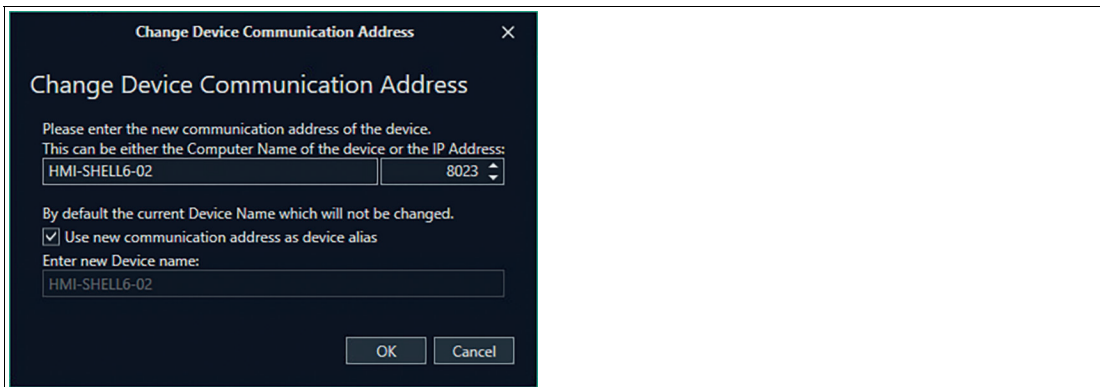 Change Device Communication Address
Change Device Communication Address
Please enter the new communication address of the device.
This can be either the Computer Name of the device or the IP Address:
HMI-SHELL6-02 8023
By default the current Device Name which will not be changed.
Use new communication address as device alias
Enter new Device name:
HMI-SHELL6-02
OK Cancel